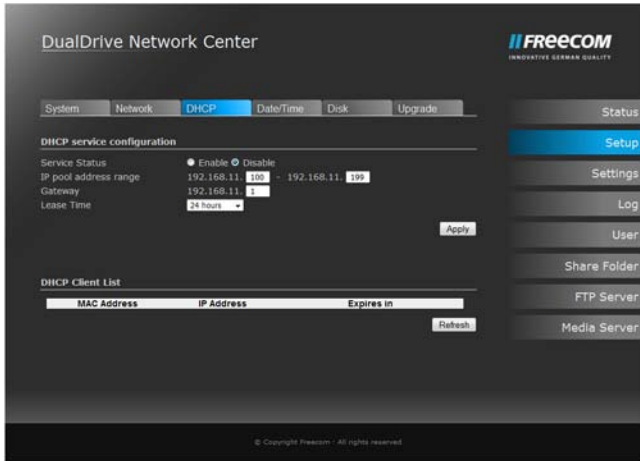 DualDrive Network Center
FREECOM
INNOVATIVE GERMAN QUALITY
System Network DHCP Date/Time Disk Upgrade
DHCP service configuration
Service Status Enable Disable
IP pool address range 192.168.11. 100 - 192.168.11. 199
Gateway 192.168.11. 1
Lease Time 24 hours
Apply
DHCP Client List
MAC Address IP Address Expires in
Refresh
Status
Setup
Settings
Log
User
Share Folder
FTP Server
Media Server
© Copyright Freecom - All rights reserved